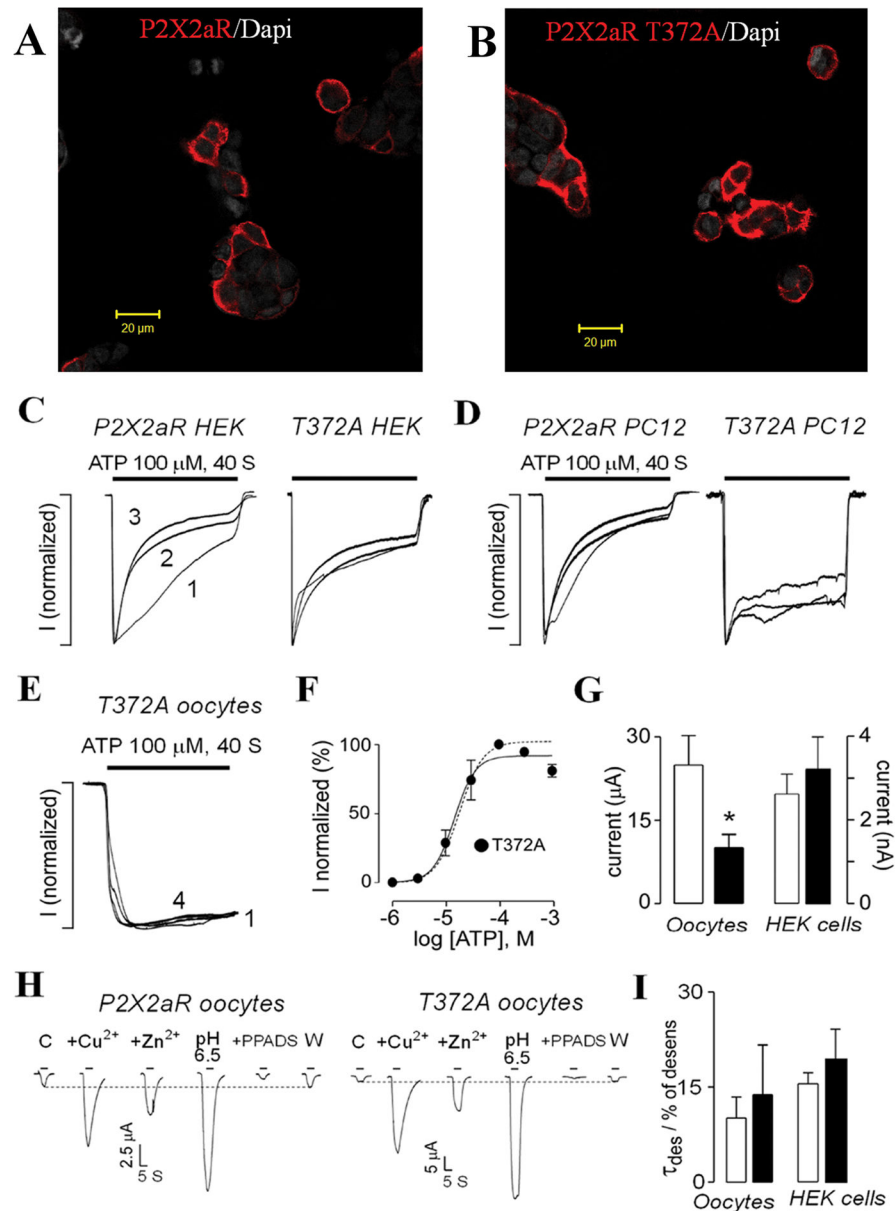 A
P2X2aR/Dapi
20 µm
B
P2X2aR T372A/Dapi
20 µm
C
P2X2aR HEK
T372A HEK
ATP 100 µM, 40 S
I (normalized)
3
2
1
D
P2X2aR PC12
T372A PC12
ATP 100 µM, 40 S
I (normalized)
E
T372A oocytes
ATP 100 µM, 40 S
I (normalized)
4
1
F
I normalized (%)
100
50
0
T372A
-6 -5 -4 -3
log [ATP], M
G
current (µA)
30
15
0
*
4
2
0
current (nA)
Oocytes HEK cells
H
P2X2aR oocytes
C +Cu²⁺ +Zn²⁺ pH 6.5 +PPADS W
2.5 µA
5 S
T372A oocytes
C +Cu²⁺ +Zn²⁺ pH 6.5 +PPADS W
5 µA
5 S
I
τdes / % of desens
30
15
0
Oocytes HEK cells